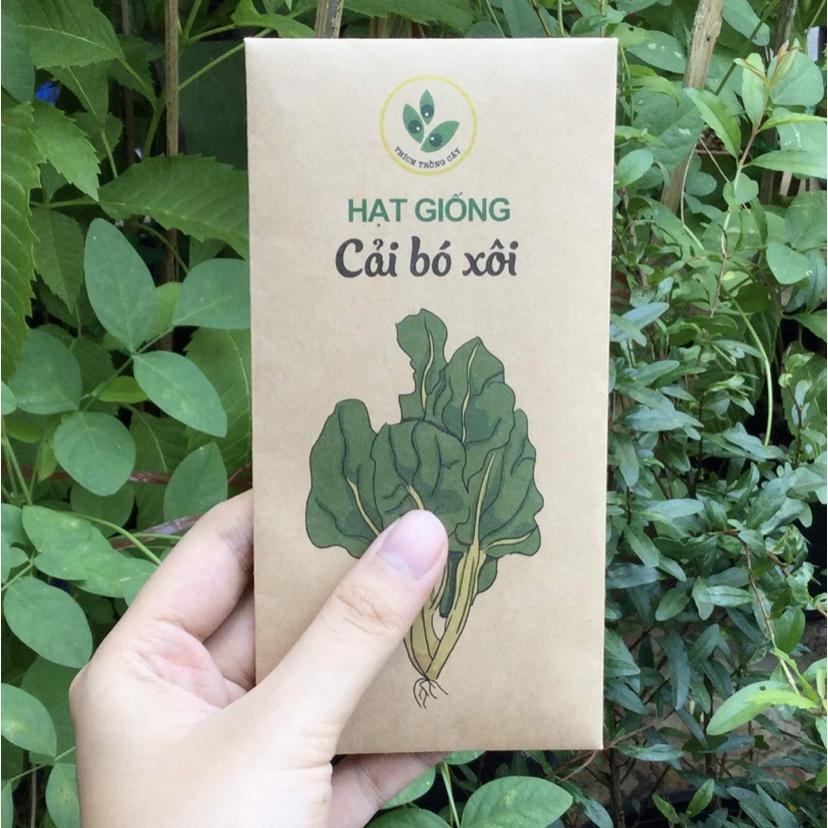 THÍCH TRỒNG CÂY
HẠT GIỐNG
Cải bó xôi